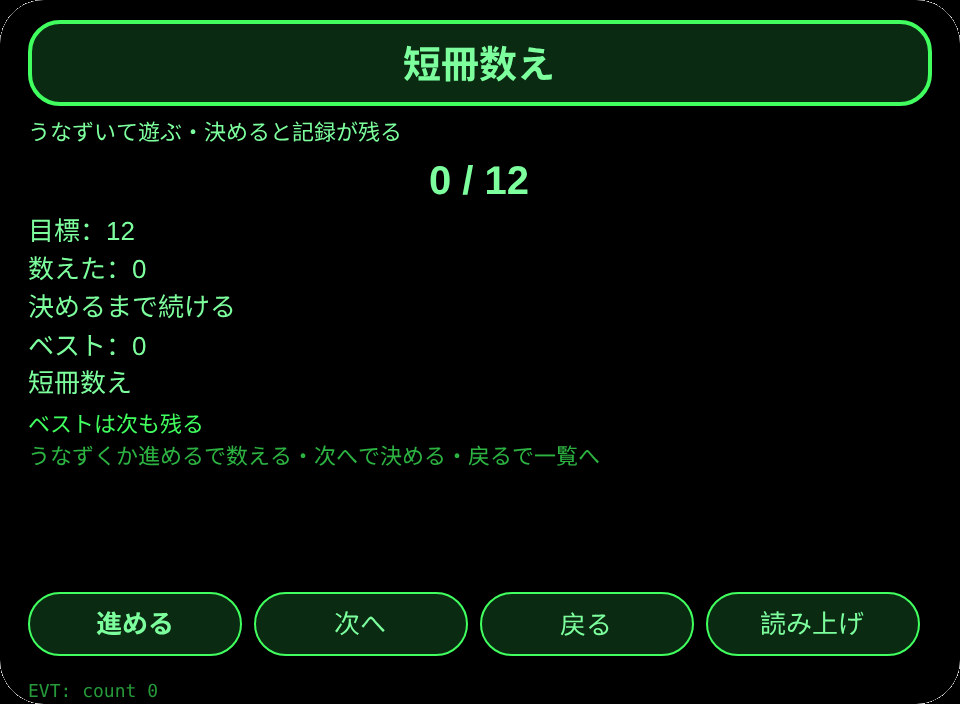 短冊数え
うなずいて遊ぶ・決めると記録が残る
0 / 12
目標: 12
数えた: 0
決めるまで続ける
ベスト: 0
短冊数え
ベストは次も残る
うなずくか進めるで数える・次へで決める・戻るで一覧へ
進める
次へ
戻る
読み上げ
EVT: count 0